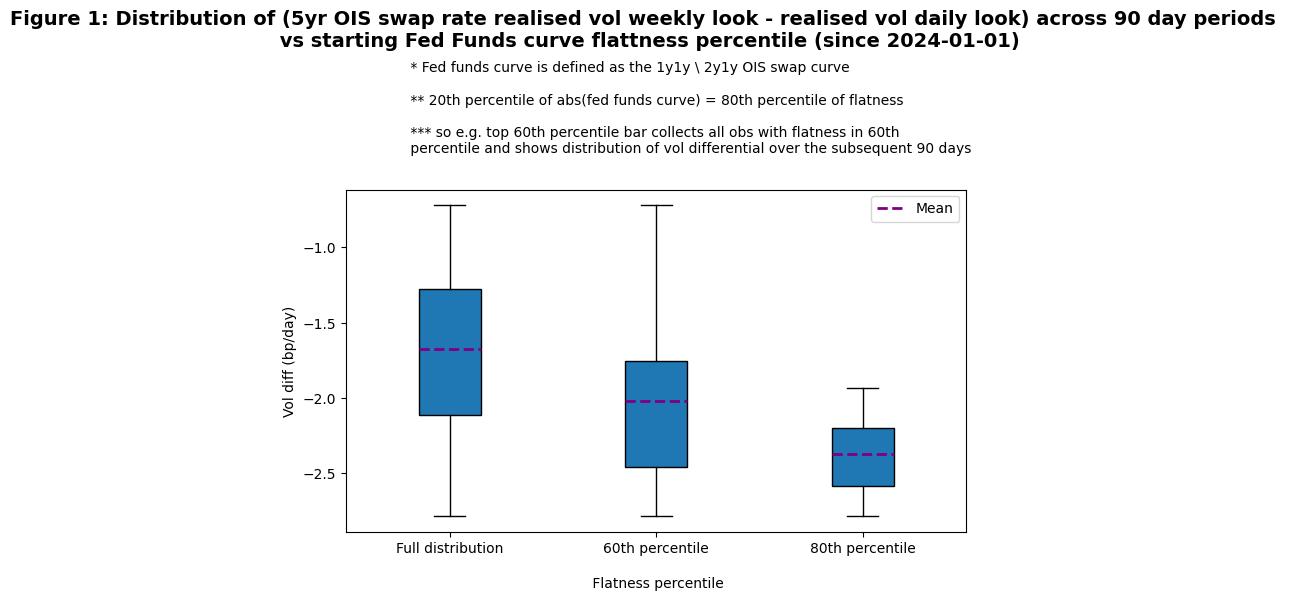 Figure 1: Distribution of (5yr OIS swap rate realised vol weekly look - realised vol daily look) across 90 day periods
vs starting Fed Funds curve flattness percentile (since 2024-01-01)
* Fed funds curve is defined as the 1y1y \ 2y1y OIS swap curve
** 20th percentile of abs(fed funds curve) = 80th percentile of flatness
*** so e.g. top 60th percentile bar collects all obs with flatness in 60th
percentile and shows distribution of vol differential over the subsequent 90 days
Mean
−1.0
−1.5
−2.0
−2.5
Vol diff (bp/day)
Full distribution
60th percentile
80th percentile
Flatness percentile